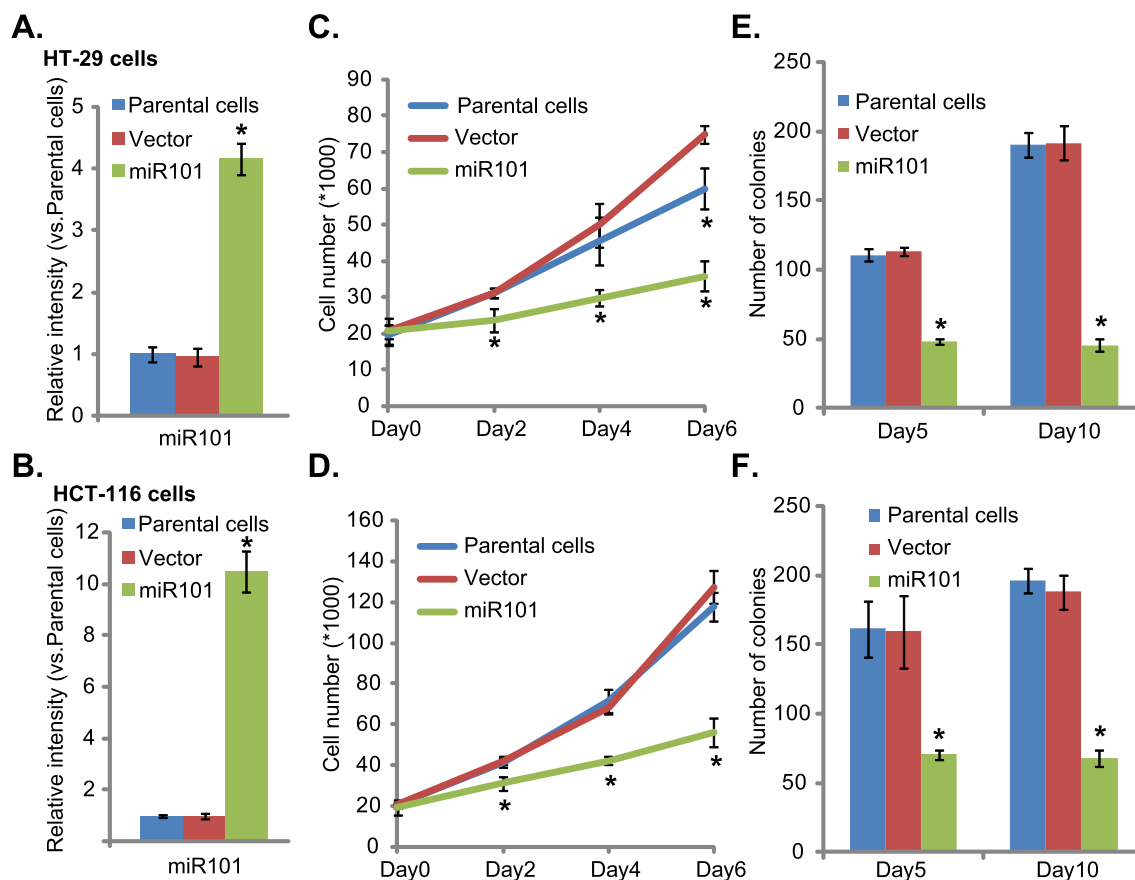 A.
HT-29 cells
Relative intensity (vs.Parental cells)
5
4
3
2
1
0
Parental cells
Vector
miR101
*
miR101
B.
HCT-116 cells
Relative intensity (vs.Parental cells)
12
10
8
6
4
2
Parental cells
Vector
miR101
*
miR101
C.
Cell number (*1000)
90
80
70
60
50
40
30
20
10
0
Parental cells
Vector
miR101
*
*
*
*
Day0 Day2 Day4 Day6
D.
Cell number (*1000)
160
140
120
100
80
60
40
20
0
Parental cells
Vector
miR101
*
*
*
Day0 Day2 Day4 Day6
E.
Number of colonies
250
200
150
100
50
0
Parental cells
Vector
miR101
*
*
Day5 Day10
F.
Number of colonies
250
200
150
100
50
0
Parental cells
Vector
miR101
*
*
Day5 Day10